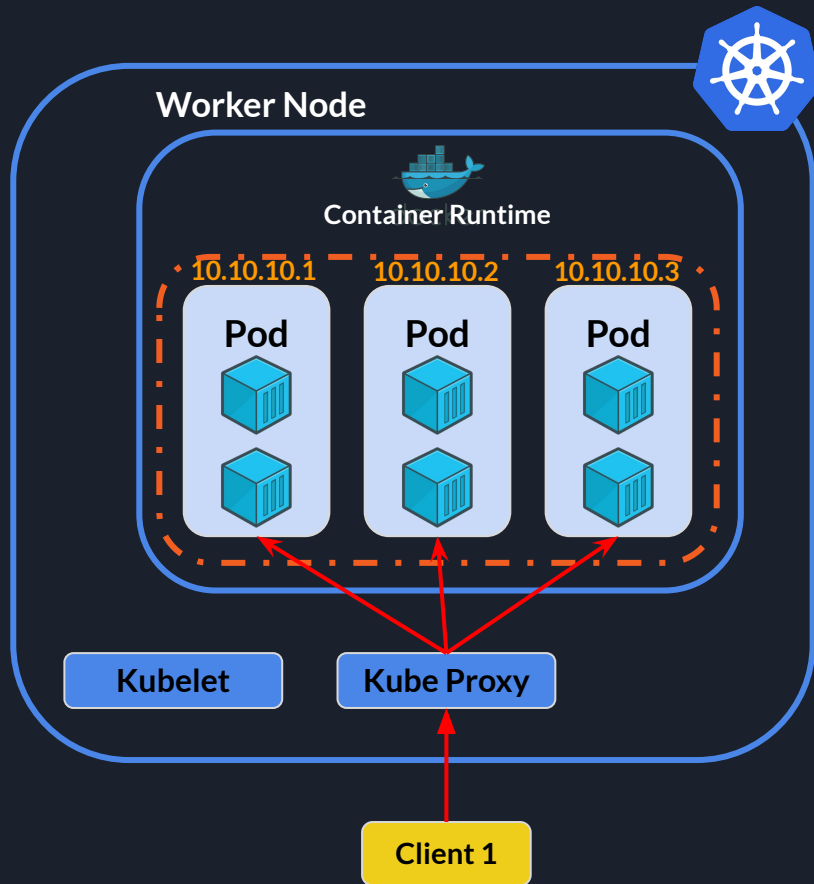 Worker Node
Container Runtime
10.10.10.1
10.10.10.2
10.10.10.3
Pod
Pod
Pod
Kubelet
Kube Proxy
Client 1